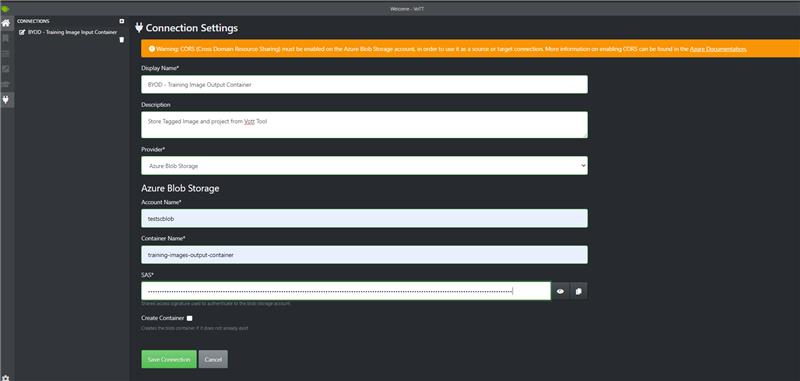 Welcome - VoTT
CONNECTIONS
BYOD - Training Image Input Container
Connection Settings
Warning: CORS (Cross Domain Resource Sharing) must be enabled on the Azure Blob Storage account, in order to use it as a source or target connection. More information on enabling CORS can be found in the Azure Documentation.
Display Name*
BYOD - Training Image Output Container
Description
Store Tagged Image and project from Vott Tool
Provider*
Azure Blob Storage
Azure Blob Storage
Account Name*
testscblob
Container Name*
training-images-output-container
SAS*
Shared access signature used to authenticate to the blob storage account
Create Container
Creates the blob container if it does not already exist
Save Connection
Cancel